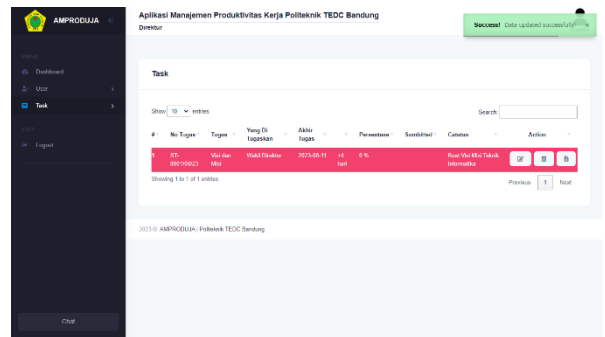 AMPRODUJA
Aplikasi Manajemen Produktivitas Kerja Politeknik TEDC Bandung
Direktur
Success! Data updated successfully!
Dashboard
User
Task
Logout
Chat
Task
Show 10 entries
Search:
# No Tugas Tugas Yang Di Tugaskan Akhir Tugas Persentase Sumbitted Catatan Action
1 ST-000100/23 Visi dan Misi Wakil Direktur 2023-08-11 +4 hari 0 % Buat Visi Misi Teknik Informatika
Showing 1 to 1 of 1 entries
Previous 1 Next
2023 © AMPRODUJA | Politeknik TEDC Bandung